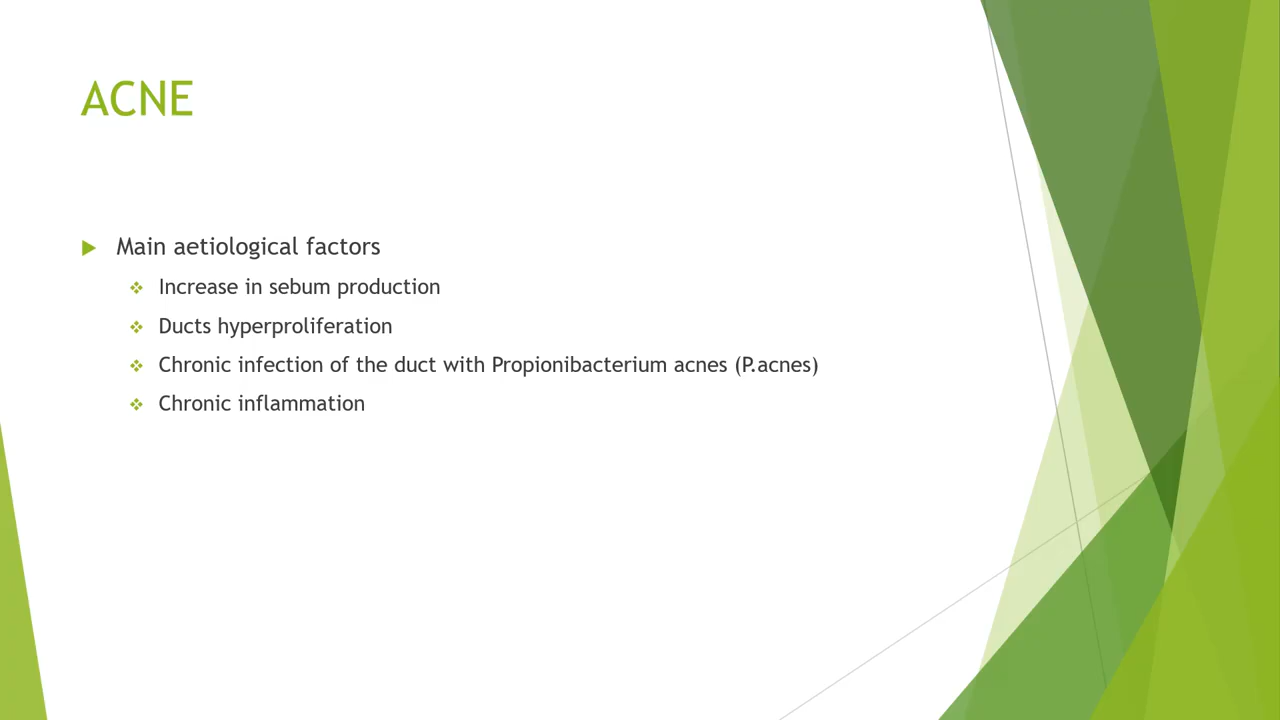 ACNE
Main aetiological factors
Increase in sebum production
Ducts hyperproliferation
Chronic infection of the duct with Propionibacterium acnes (P.acnes)
Chronic inflammation